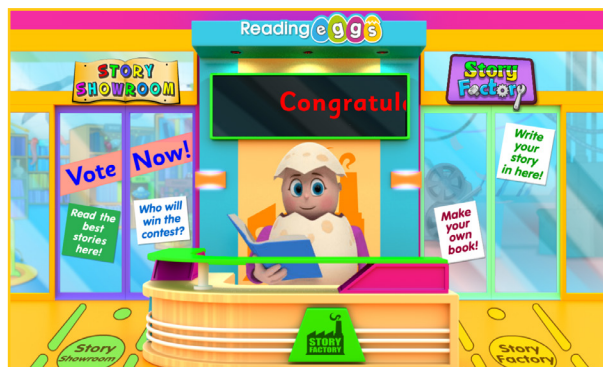 Reading eggs
STORY
SHOWROOM
Story
Factory
Congratul
Vote Now!
Read the
best
stories
here!
Who will
win the
contest?
Write
your
story
in here!
Make
your
own
book!
STORY
FACTORY
Story
Showroom
Story
Factory